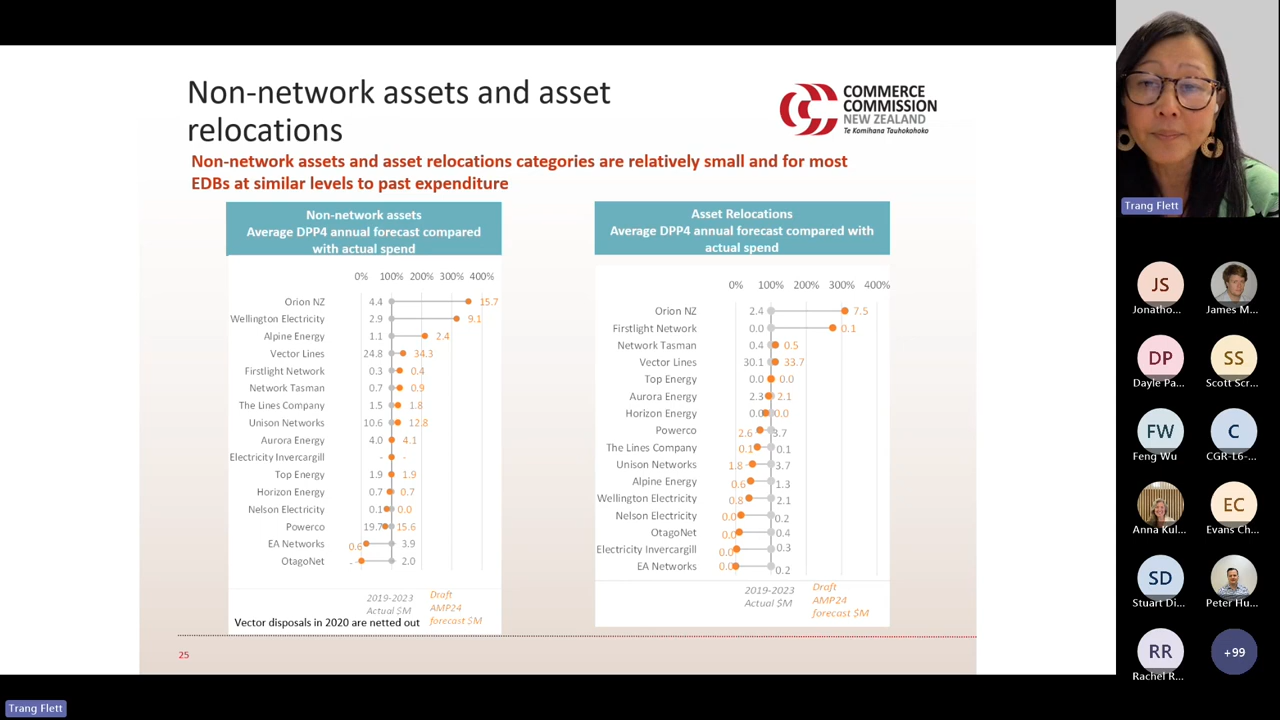 Non-network assets and asset
relocations
COMMERCE
COMMISSION
NEW ZEALAND
Te Komihana Tauhokohoko
Non-network assets and asset relocations categories are relatively small and for most
EDBs at similar levels to past expenditure
Non-network assets
Average DPP4 annual forecast compared
with actual spend
0% 100% 200% 300% 400%
Orion NZ 4.4 15.7
Wellington Electricity 2.9 9.1
Alpine Energy 1.1 2.4
Vector Lines 24.8 34.3
Firstlight Network 0.3 0.4
Network Tasman 0.7 0.9
The Lines Company 1.5 1.8
Unison Networks 10.6 12.8
Aurora Energy 4.0 4.1
Electricity Invercargill - -
Top Energy 1.9 1.9
Horizon Energy 0.7 0.7
Nelson Electricity 0.1 0.0
Powerco 19.7 15.6
EA Networks 0.6 3.9
OtagoNet - 2.0
2019-2023
Actual $M
Draft
AMP24
forecast $M
Vector disposals in 2020 are netted out
Asset Relocations
Average DPP4 annual forecast compared with
actual spend
0% 100% 200% 300% 400%
Orion NZ 2.4 7.5
Firstlight Network 0.0 0.1
Network Tasman 0.4 0.5
Vector Lines 30.1 33.7
Top Energy 0.0 0.0
Aurora Energy 2.3 2.1
Horizon Energy 0.0 0.0
Powerco 2.6 3.7
The Lines Company 0.1 0.1
Unison Networks 1.8 3.7
Alpine Energy 0.6 1.3
Wellington Electricity 0.8 2.1
Nelson Electricity 0.0 0.2
OtagoNet 0.0 0.4
Electricity Invercargill 0.0 0.3
EA Networks 0.0 0.2
2019-2023
Actual $M
Draft
AMP24
forecast $M
25
Trang Flett
JS
Jonatho...
James M...
DP
Dayle Pa...
SS
Scott Scr...
FW
Feng Wu
C
CGR-L6-...
Anna Kul...
EC
Evans Ch...
SD
Stuart Di...
Peter Hu...
RR
Rachel R...
+99
Trang Flett